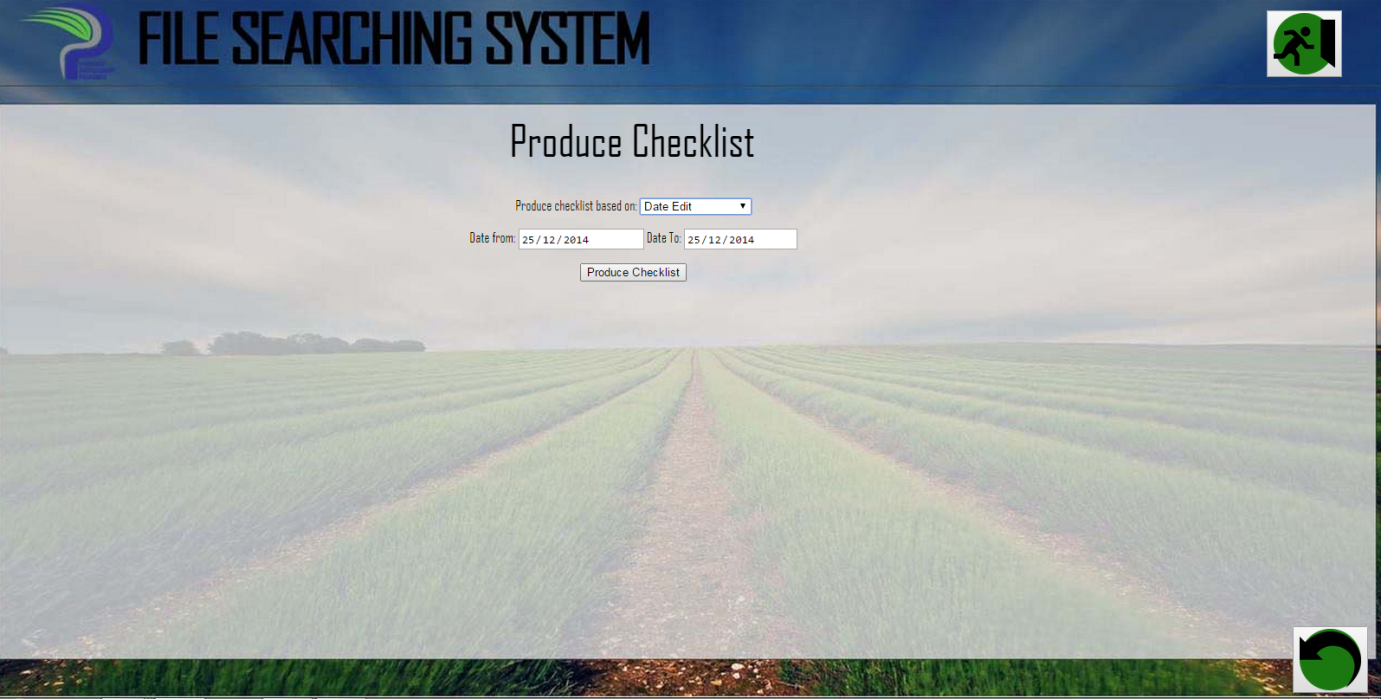 FILE SEARCHING SYSTEM
Produce Checklist
Produce checklist based on: Date Edit
Date from: 25/12/2014 Date To: 25/12/2014
Produce Checklist